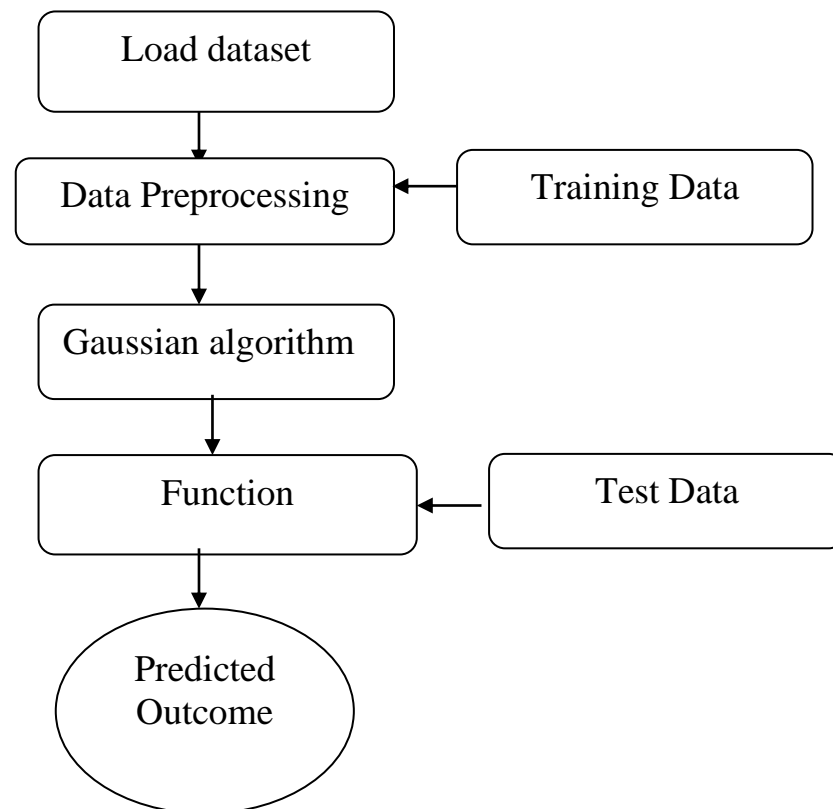 Load dataset
Data Preprocessing
Training Data
Gaussian algorithm
Function
Test Data
Predicted
Outcome